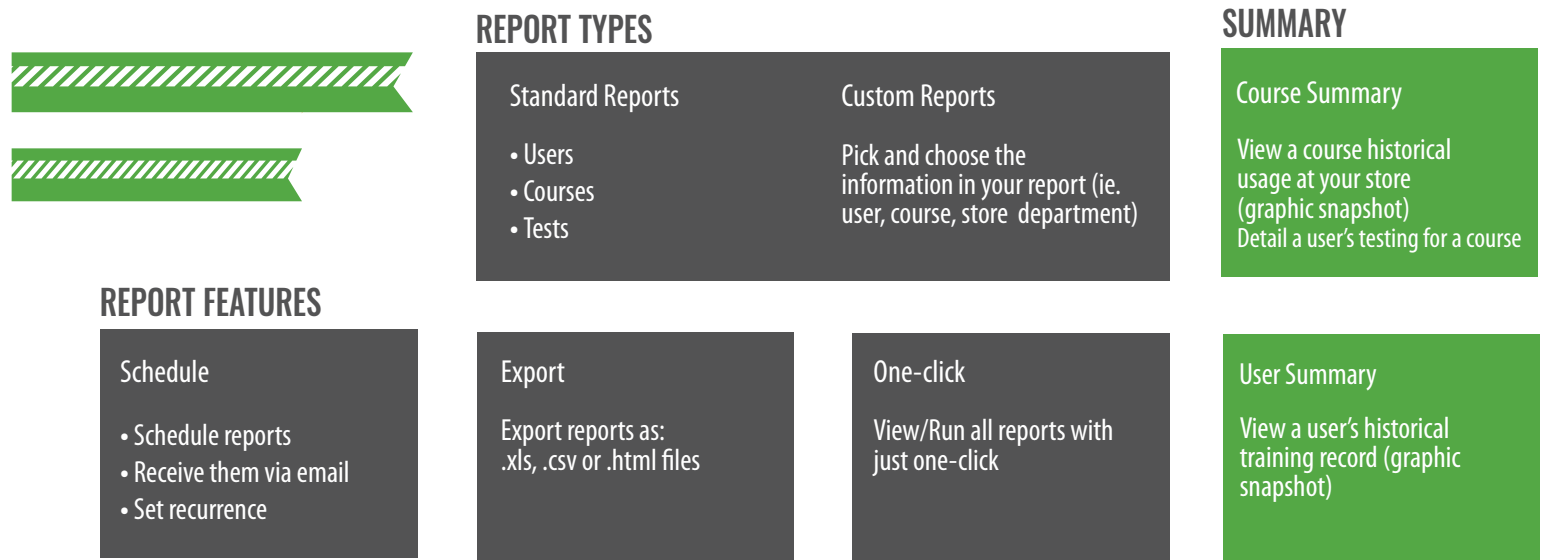 REPORT TYPES
Standard Reports
• Users
• Courses
• Tests
Custom Reports
Pick and choose the
information in your report (ie.
user, course, store department)
SUMMARY
Course Summary
View a course historical
usage at your store
(graphic snapshot)
Detail a user’s testing for a course
REPORT FEATURES
Schedule
• Schedule reports
• Receive them via email
• Set recurrence
Export
Export reports as:
.xls, .csv or .html files
One-click
View/Run all reports with
just one-click
User Summary
View a user’s historical
training record (graphic
snapshot)